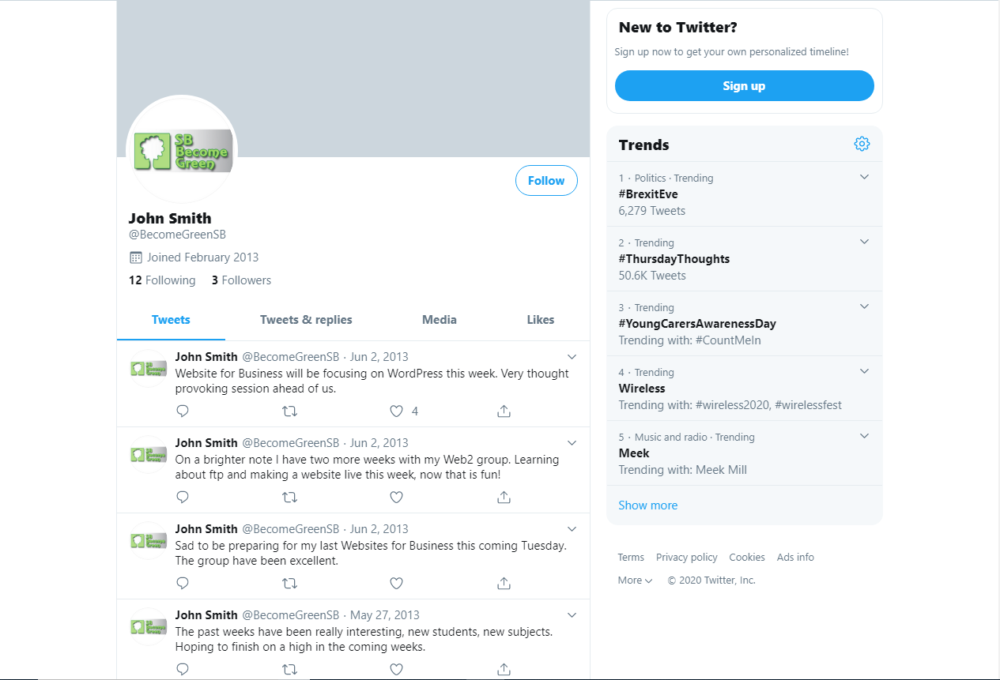 SB
Become
Green
Follow
John Smith
@BecomeGreenSB
Joined February 2013
12 Following 3 Followers
Tweets Tweets & replies Media Likes
John Smith @BecomeGreenSB · Jun 2, 2013
Website for Business will be focusing on WordPress this week. Very thought
provoking session ahead of us.
4
John Smith @BecomeGreenSB · Jun 2, 2013
On a brighter note I have two more weeks with my Web2 group. Learning
about ftp and making a website live this week, now that is fun!
John Smith @BecomeGreenSB · Jun 2, 2013
Sad to be preparing for my last Websites for Business this coming Tuesday.
The group have been excellent.
John Smith @BecomeGreenSB · May 27, 2013
The past weeks have been really interesting, new students, new subjects.
Hoping to finish on a high in the coming weeks.
New to Twitter?
Sign up now to get your own personalized timeline!
Sign up
Trends
1 · Politics · Trending
#BrexitEve
6,279 Tweets
2 · Trending
#ThursdayThoughts
50.6K Tweets
3 · Trending
#YoungCarersAwarenessDay
Trending with: #CountMeIn
4 · Trending
Wireless
Trending with: #wireless2020, #wirelessfest
5 · Music and radio · Trending
Meek
Trending with: Meek Mill
Show more
Terms Privacy policy Cookies Ads info
More © 2020 Twitter, Inc.